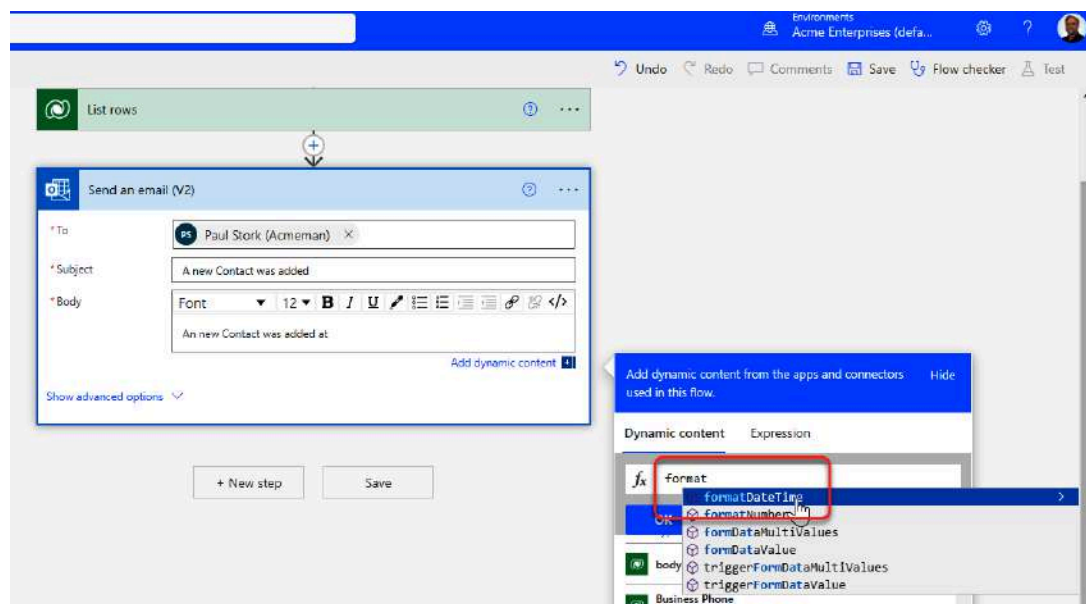 Environments
Acme Enterprises (defa...
?
Undo Redo Comments Save Flow checker Test
List rows
Send an email (V2)
* To
PS Paul Stork (Acmeman) ×
* Subject
A new Contact was added
* Body
Font 12 B I U </>
An new Contact was added at
Add dynamic content +
Show advanced options
Add dynamic content from the apps and connectors
used in this flow.
Hide
Dynamic content Expression
fx format
formatDateTime
OK formatNumber
formDataMultiValues
formDataValue
body triggerFormDataMultiValues
triggerFormDataValue
Business Phone
+ New step Save